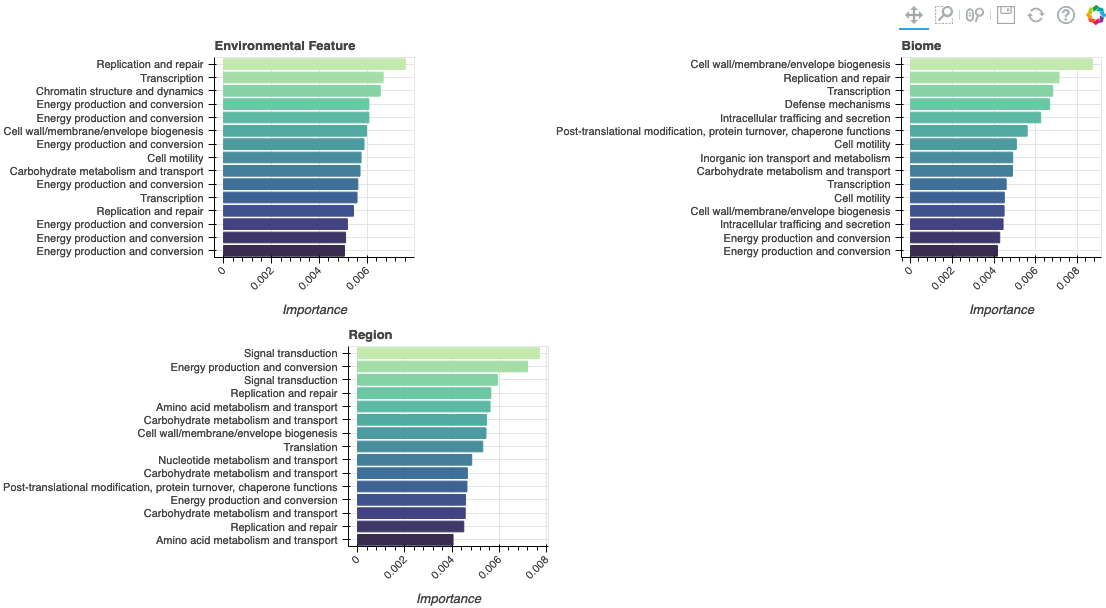 Environmental Feature
Replication and repair
Transcription
Chromatin structure and dynamics
Energy production and conversion
Energy production and conversion
Cell wall/membrane/envelope biogenesis
Energy production and conversion
Cell motility
Carbohydrate metabolism and transport
Energy production and conversion
Transcription
Replication and repair
Energy production and conversion
Energy production and conversion
Energy production and conversion
0
0.002
0.004
0.006
Importance
Biome
Cell wall/membrane/envelope biogenesis
Replication and repair
Transcription
Defense mechanisms
Intracellular trafficing and secretion
Post-translational modification, protein turnover, chaperone functions
Cell motility
Inorganic ion transport and metabolism
Carbohydrate metabolism and transport
Transcription
Cell motility
Cell wall/membrane/envelope biogenesis
Intracellular trafficing and secretion
Energy production and conversion
Energy production and conversion
0
0.002
0.004
0.006
0.008
Importance
Region
Signal transduction
Energy production and conversion
Signal transduction
Replication and repair
Amino acid metabolism and transport
Carbohydrate metabolism and transport
Cell wall/membrane/envelope biogenesis
Translation
Nucleotide metabolism and transport
Carbohydrate metabolism and transport
Post-translational modification, protein turnover, chaperone functions
Energy production and conversion
Carbohydrate metabolism and transport
Replication and repair
Amino acid metabolism and transport
0
0.002
0.004
0.006
0.008
Importance